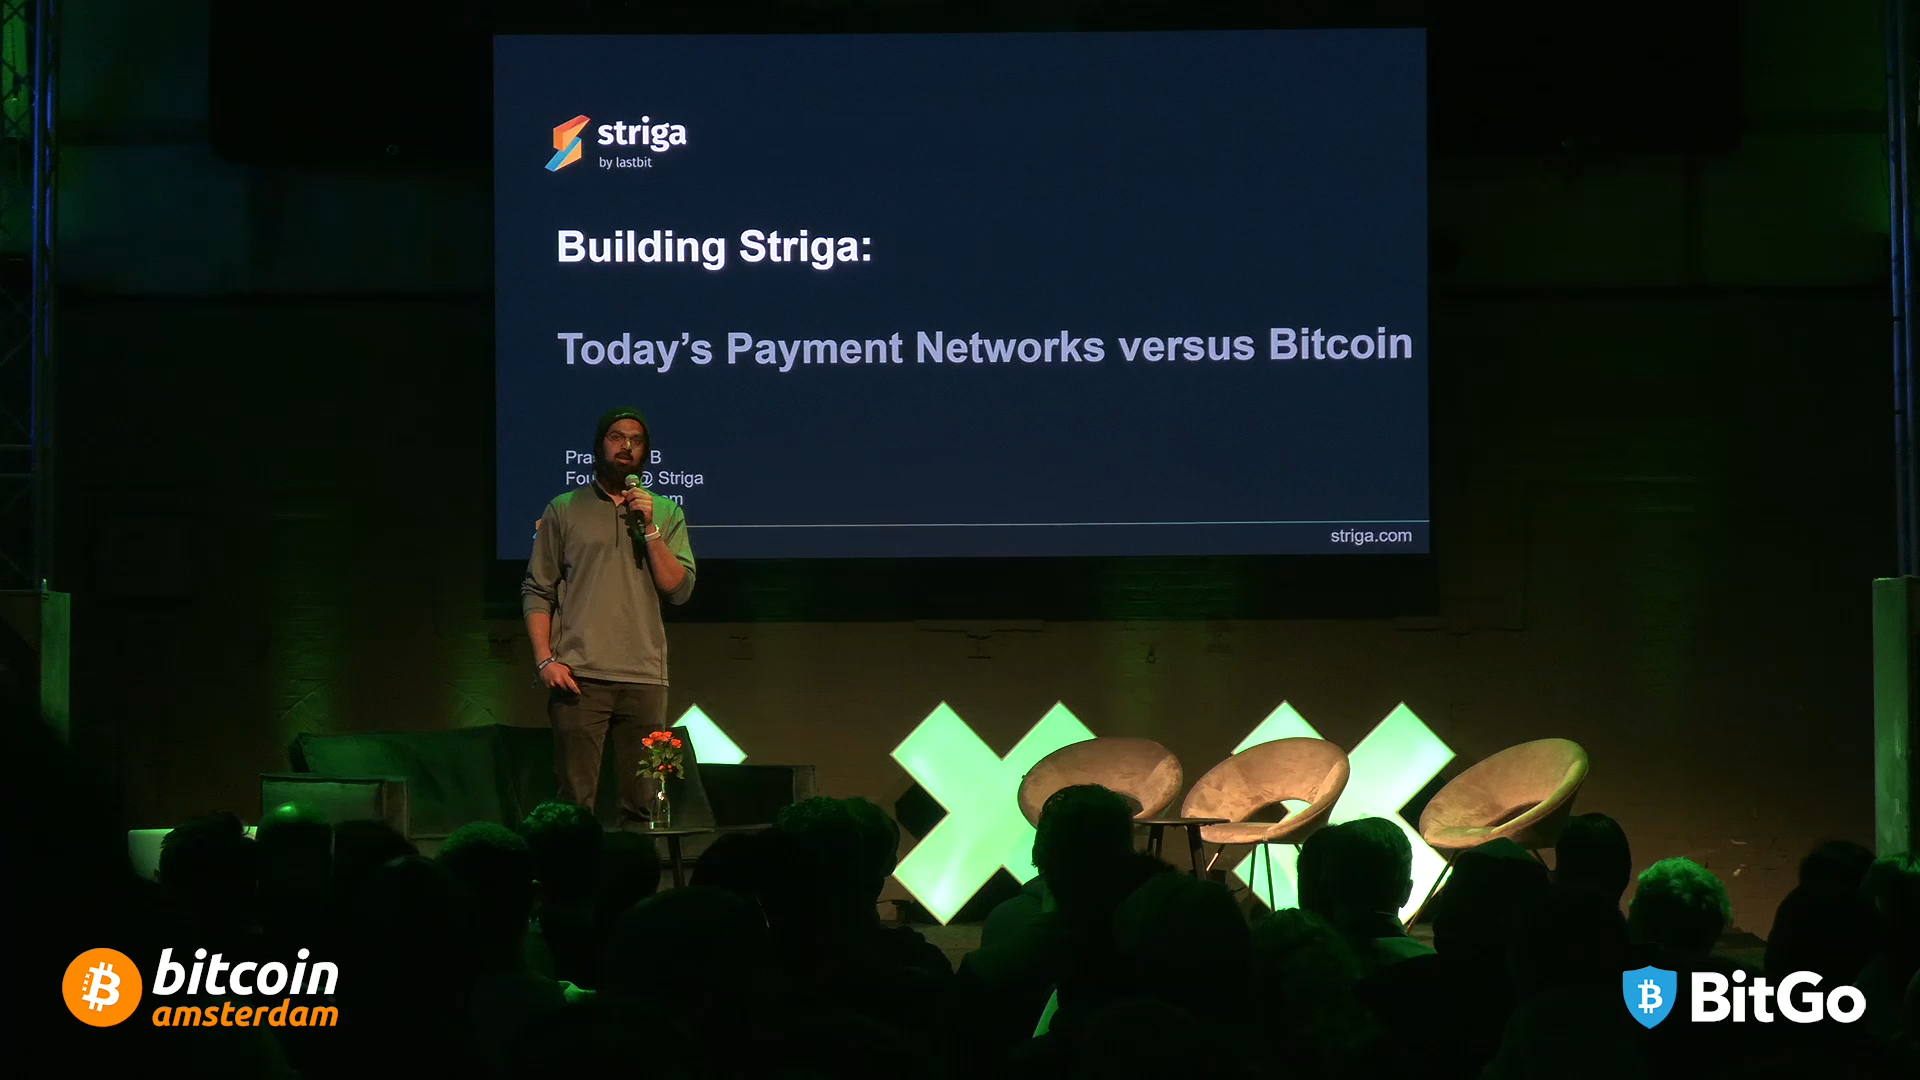 striga
by lastbit
Building Striga:
Today's Payment Networks versus Bitcoin
B
@ Striga
striga.com
bitcoin
amsterdam
BitGo